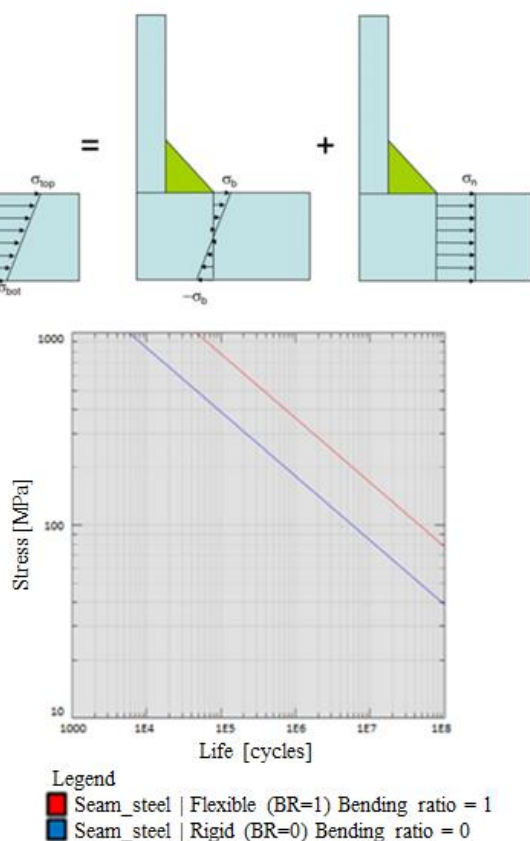 =
+
σtop
σb
σn
σbot
−σb
1000
100
10
Stress [MPa]
1000 1E4 1E5 1E6 1E7 1E8
Life [cycles]
Legend
Seam_steel | Flexible (BR=1) Bending ratio = 1
Seam_steel | Rigid (BR=0) Bending ratio = 0